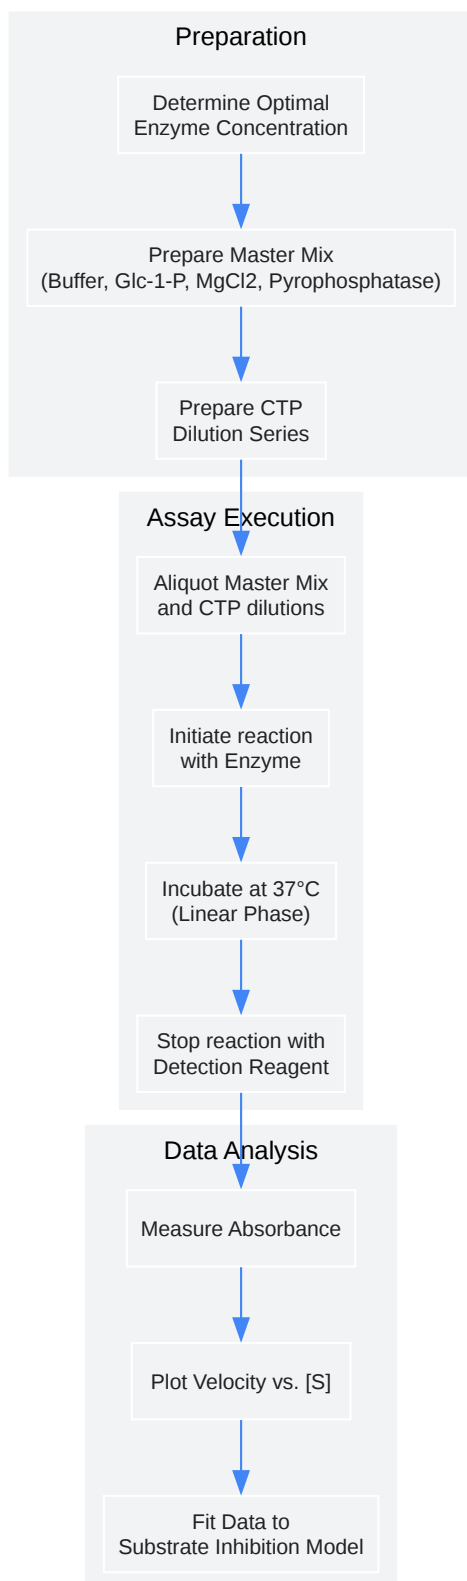 Preparation
Determine Optimal
Enzyme Concentration
Prepare Master Mix
(Buffer, Glc-1-P, MgCl2, Pyrophosphatase)
Prepare CTP
Dilution Series
Assay Execution
Aliquot Master Mix
and CTP dilutions
Initiate reaction
with Enzyme
Incubate at 37°C
(Linear Phase)
Stop reaction with
Detection Reagent
Data Analysis
Measure Absorbance
Plot Velocity vs. [S]
Fit Data to
Substrate Inhibition Model